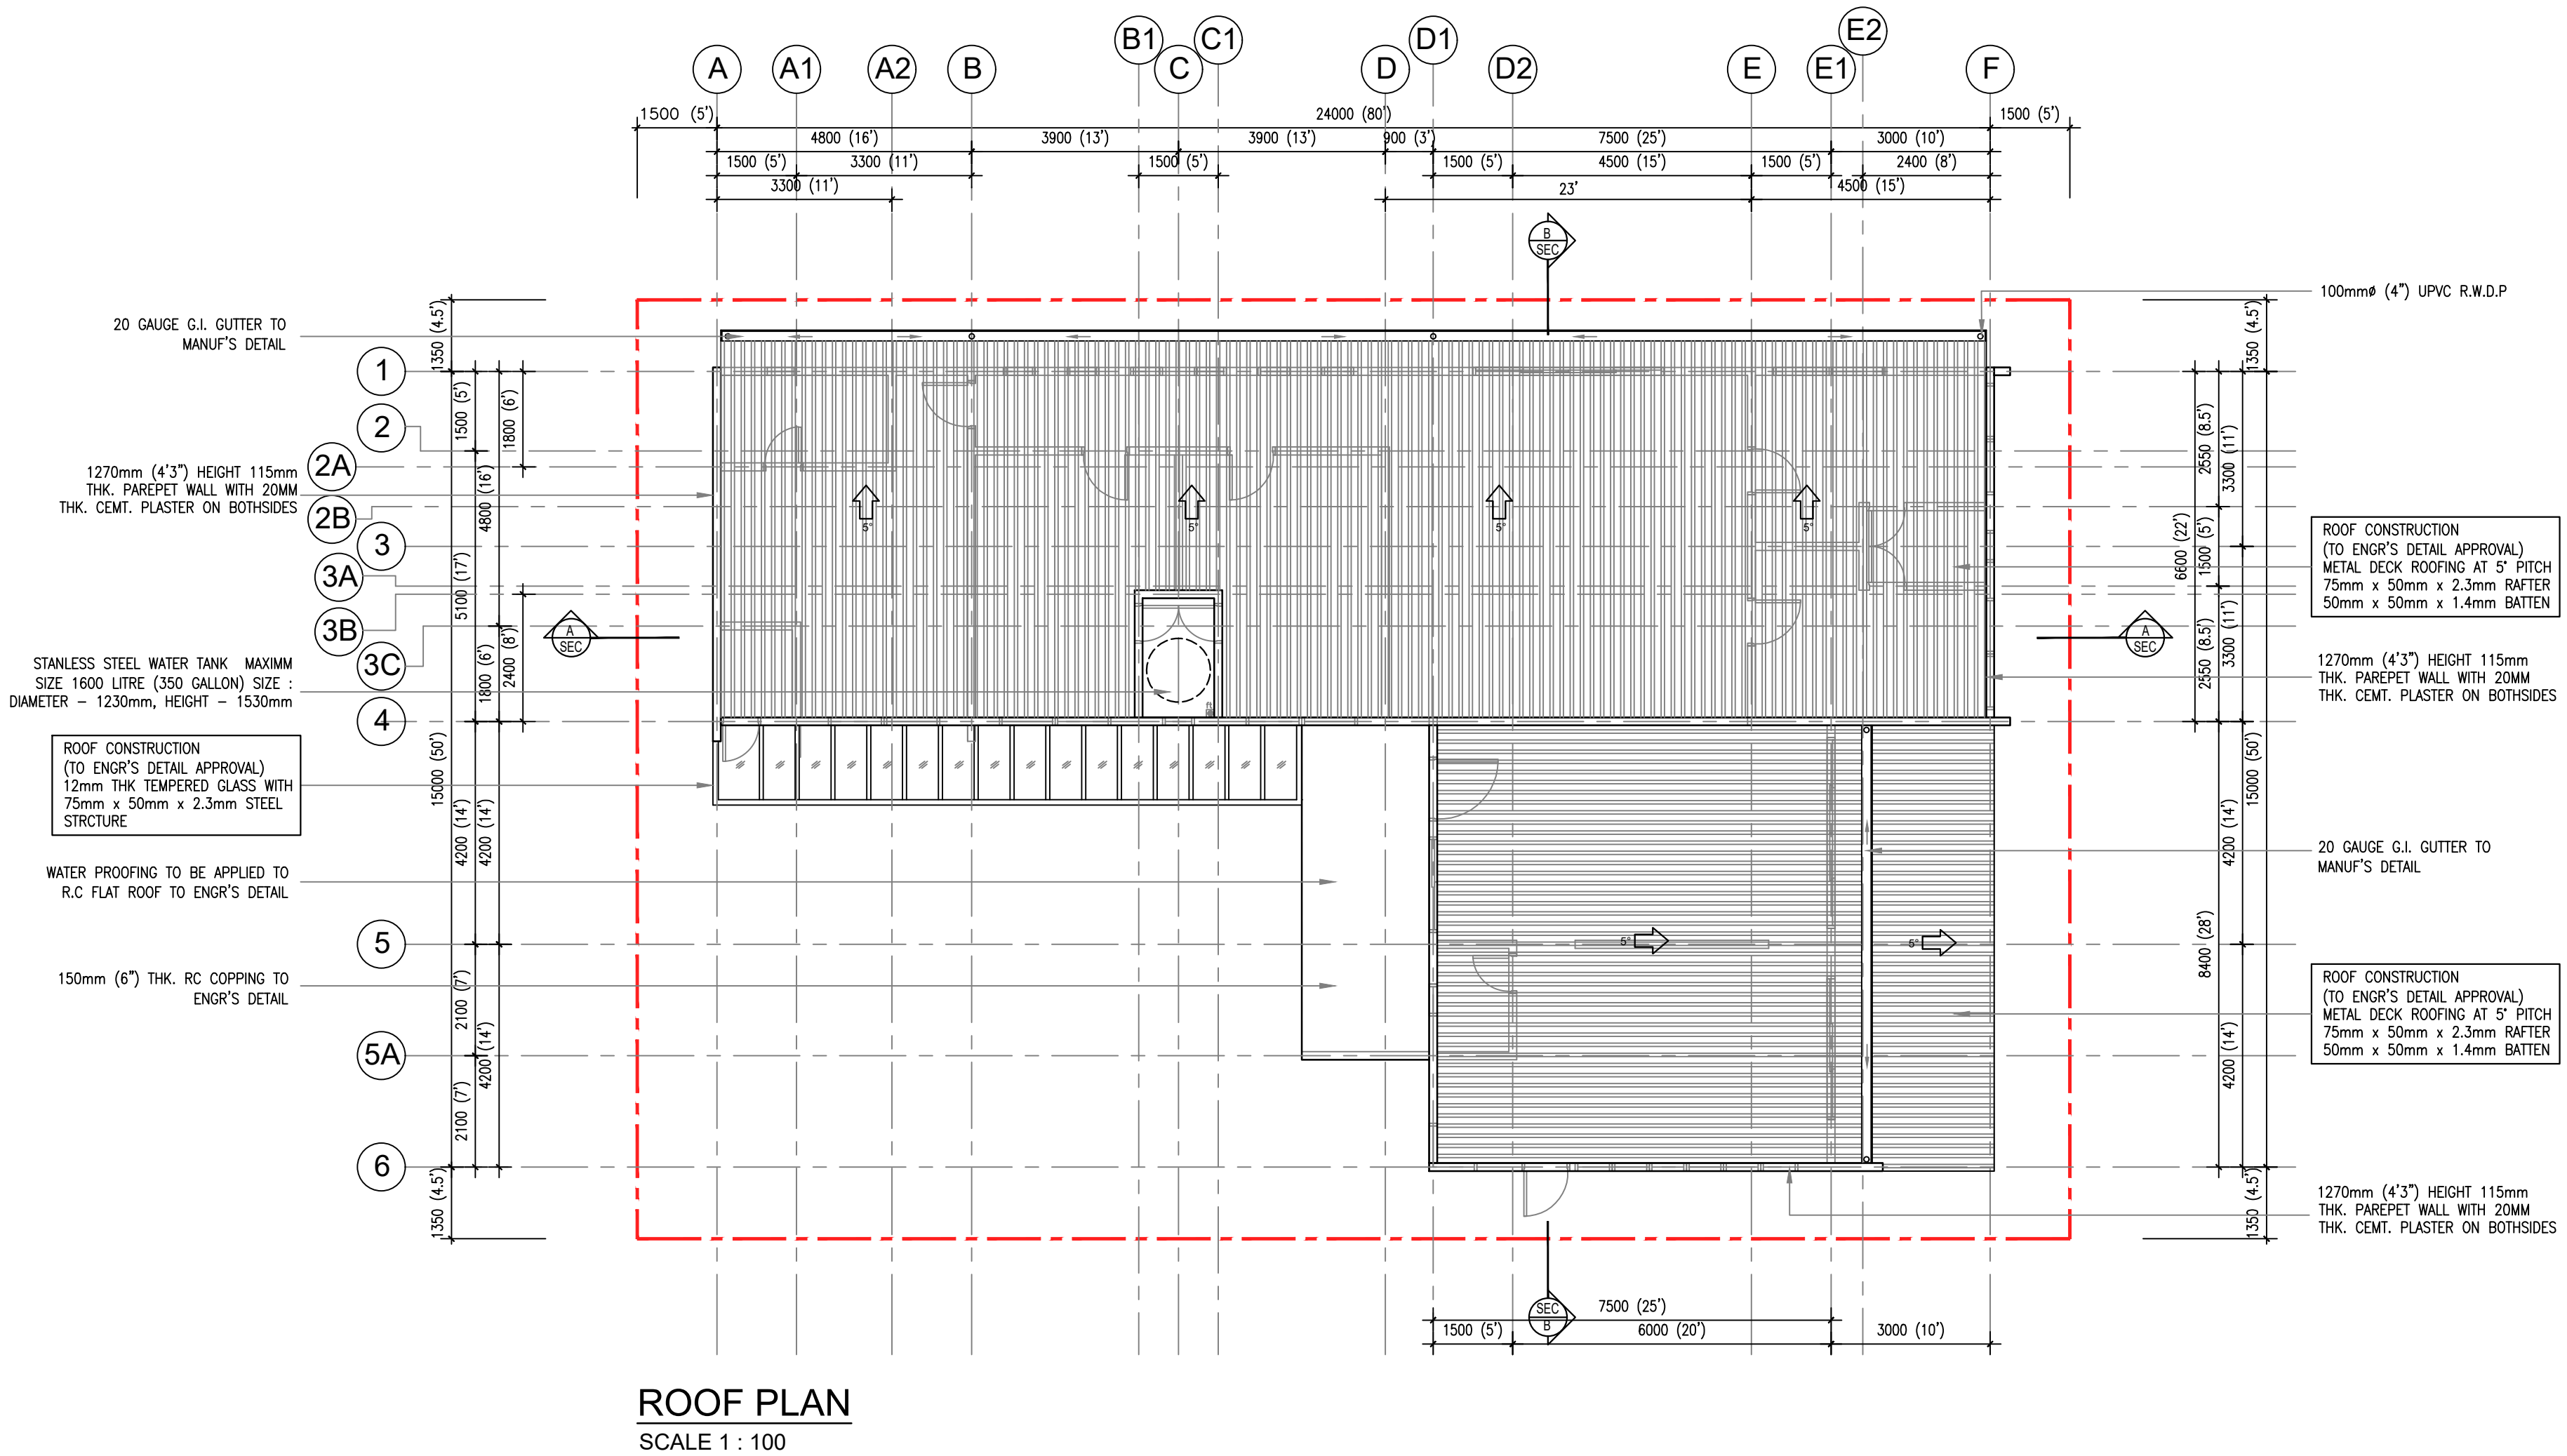 A A1 A2 B B1 C C1 D D1 D2 E E1 E2 F
1500 (5') 24000 (80') 1500 (5')
4800 (16') 3900 (13') 3900 (13') 900 (3') 7500 (25') 3000 (10')
1500 (5') 3300 (11') 1500 (5') 1500 (5') 4500 (15') 1500 (5') 2400 (8')
3300 (11') 23' 4500 (15')
B
SEC
100mmø (4") UPVC R.W.D.P
20 GAUGE G.I. GUTTER TO
MANUF'S DETAIL
1
2
2A
2B
3
3A
3B
3C
4
5
5A
6
1270mm (4'3") HEIGHT 115mm
THK. PAREPET WALL WITH 20MM
THK. CEMT. PLASTER ON BOTHSIDES
STANLESS STEEL WATER TANK MAXIMM
SIZE 1600 LITRE (350 GALLON) SIZE :
DIAMETER – 1230mm, HEIGHT – 1530mm
ROOF CONSTRUCTION
(TO ENGR'S DETAIL APPROVAL)
12mm THK TEMPERED GLASS WITH
75mm x 50mm x 2.3mm STEEL
STRCTURE
WATER PROOFING TO BE APPLIED TO
R.C FLAT ROOF TO ENGR'S DETAIL
150mm (6") THK. RC COPPING TO
ENGR'S DETAIL
1350 (4.5')
1500 (5')
1800 (6')
4800 (16')
5100 (17')
1800 (6')
2400 (8')
15000 (50')
4200 (14')
4200 (14')
2100 (7')
4200 (14')
2100 (7')
1350 (4.5')
A
SEC
5°
5°
5°
5°
5°
5°
A
SEC
1350 (4.5')
2550 (8.5')
3300 (11')
6600 (22')
1500 (5')
2550 (8.5')
3300 (11')
15000 (50')
4200 (14')
8400 (28')
4200 (14')
1350 (4.5')
ROOF CONSTRUCTION
(TO ENGR'S DETAIL APPROVAL)
METAL DECK ROOFING AT 5° PITCH
75mm x 50mm x 2.3mm RAFTER
50mm x 50mm x 1.4mm BATTEN
1270mm (4'3") HEIGHT 115mm
THK. PAREPET WALL WITH 20MM
THK. CEMT. PLASTER ON BOTHSIDES
20 GAUGE G.I. GUTTER TO
MANUF'S DETAIL
ROOF CONSTRUCTION
(TO ENGR'S DETAIL APPROVAL)
METAL DECK ROOFING AT 5° PITCH
75mm x 50mm x 2.3mm RAFTER
50mm x 50mm x 1.4mm BATTEN
1270mm (4'3") HEIGHT 115mm
THK. PAREPET WALL WITH 20MM
THK. CEMT. PLASTER ON BOTHSIDES
SEC
B
7500 (25')
1500 (5') 6000 (20') 3000 (10')
ROOF PLAN
SCALE 1 : 100